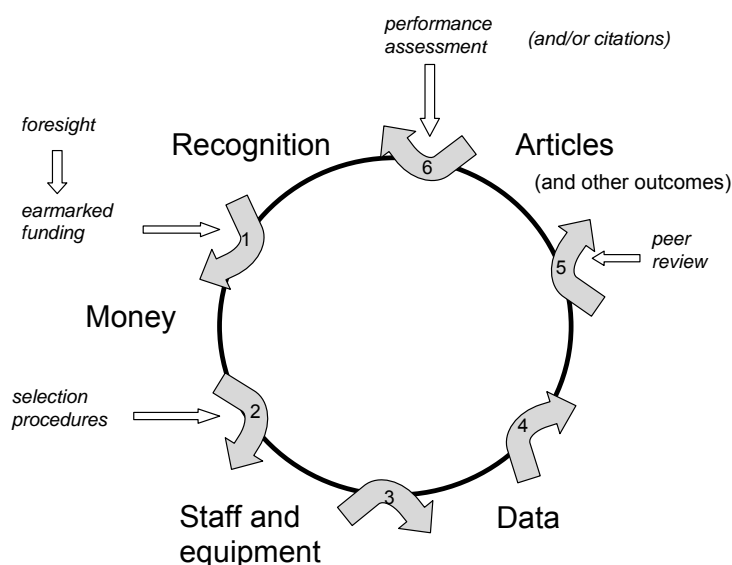 performance
assessment
(and/or citations)
foresight
Recognition
6
Articles
(and other outcomes)
earmarked
funding
1
peer
review
5
Money
selection
procedures
2
4
3
Staff and
equipment
Data